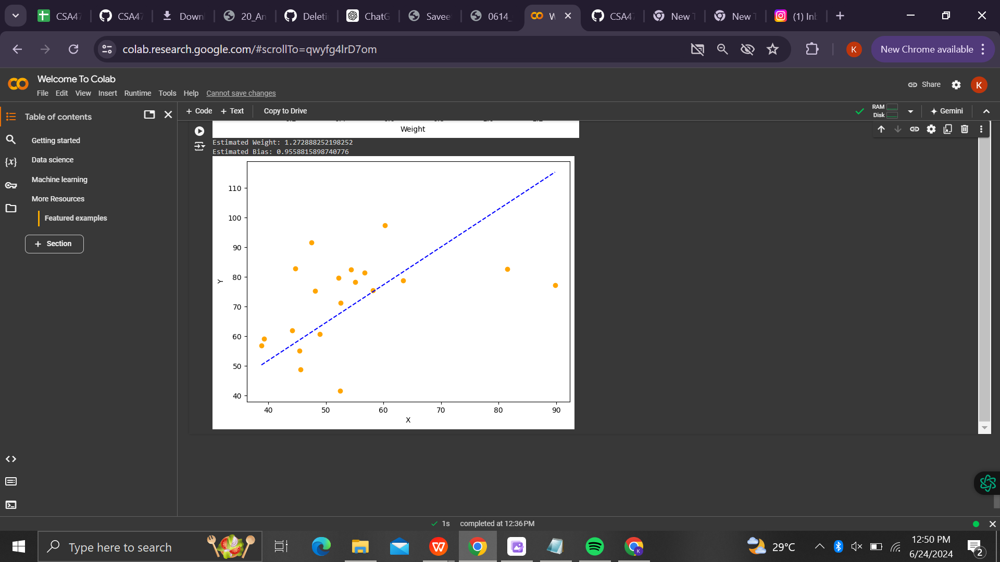 CSA47
CSA47
Down
20_An
Deleti
ChatG
Savee
0614_
W
CSA47
New T
New T
(1) Inb
colab.research.google.com/#scrollTo=qwyfg4lrD7om
K
New Chrome available
Welcome To Colab
File Edit View Insert Runtime Tools Help Cannot save changes
Share
K
Table of contents
+ Code + Text Copy to Drive
RAM
Disk
Gemini
Getting started
Data science
Machine learning
More Resources
Featured examples
+ Section
{x}
Weight
Estimated Weight: 1.272888252198252
Estimated Bias: 0.9558815898740776
110
100
90
80
70
60
50
40
Y
40 50 60 70 80 90
X
1s completed at 12:36 PM
Type here to search
W
K
29°C
12:50 PM
6/24/2024
2